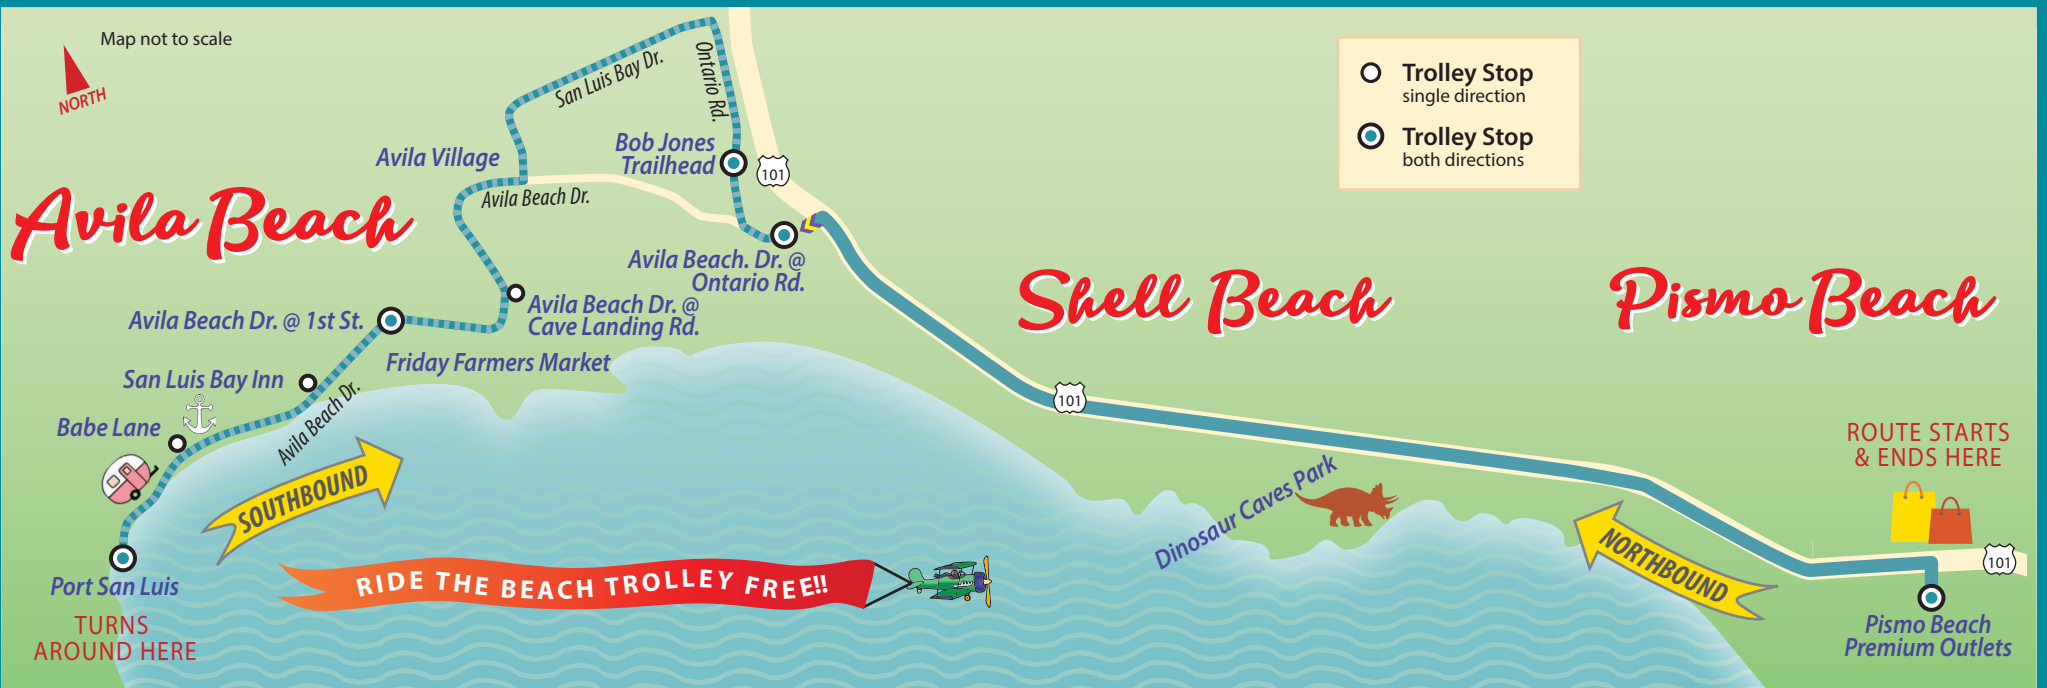 Map not to scale
NORTH
San Luis Bay Dr.
Ontario Rd.
Trolley Stop
single direction
Trolley Stop
both directions
Avila Village
Bob Jones
Trailhead
101
Avila Beach Dr.
Avila Beach
Avila Beach. Dr. @
Ontario Rd.
Shell Beach
Pismo Beach
Avila Beach Dr. @
Cave Landing Rd.
Avila Beach Dr. @ 1st St.
Friday Farmers Market
San Luis Bay Inn
Avila Beach Dr.
101
Babe Lane
ROUTE STARTS
& ENDS HERE
SOUTHBOUND
Dinosaur Caves Park
NORTHBOUND
101
Port San Luis
RIDE THE BEACH TROLLEY FREE!!
TURNS
AROUND HERE
Pismo Beach
Premium Outlets